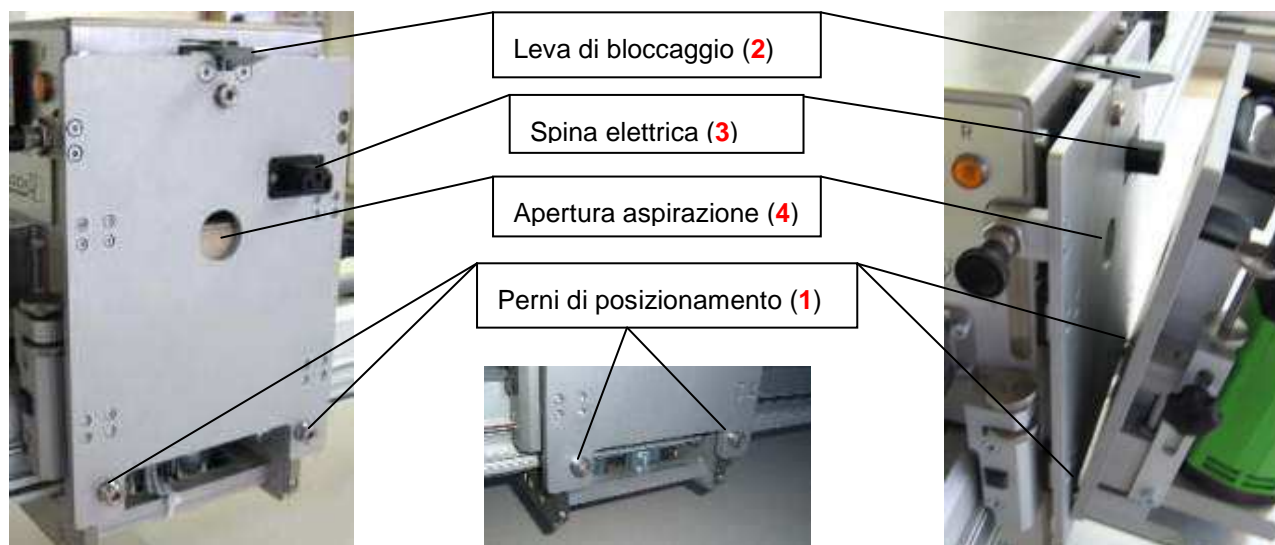 Leva di bloccaggio (2)
Spina elettrica (3)
Apertura aspirazione (4)
Perni di posizionamento (1)
R